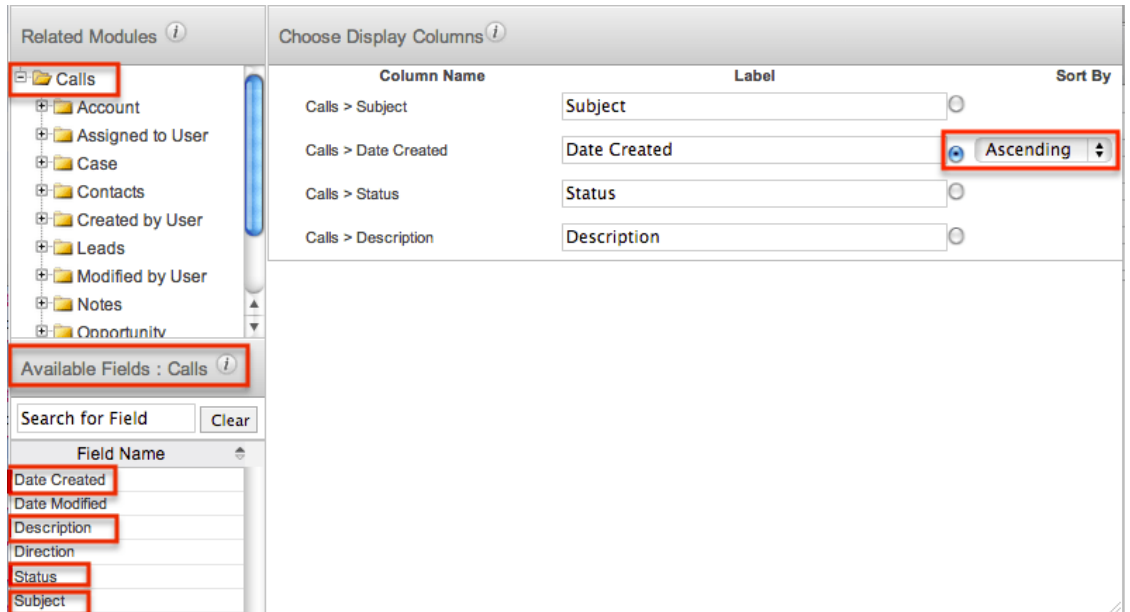 Related Modules
Calls
Account
Assigned to User
Case
Contacts
Created by User
Leads
Modified by User
Notes
Opportunity
Available Fields : Calls
Search for Field Clear
Field Name
Date Created
Date Modified
Description
Direction
Status
Subject
Choose Display Columns
Column Name Label Sort By
Calls > Subject Subject
Calls > Date Created Date Created Ascending
Calls > Status Status
Calls > Description Description